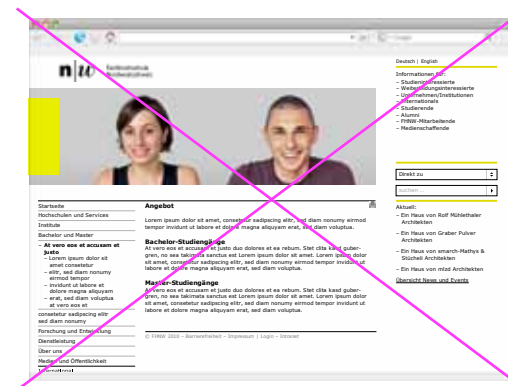 Deutsch | English
n|w Fachhochschule
Nordwestschweiz
Informationen für:
– Studieninteressierte
– Weiterbildungsinteressierte
– Unternehmen/Institutionen
– Internationals
– Studierende
– Alumni
– FHNW-Mitarbeitende
– Medienschaffende
Direkt zu
suchen ...
Aktuell:
– Ein Haus von Rolf Mühlethaler
Architekten
– Ein Haus von Graber Pulver
Architekten
– Ein Haus von smarch-Mathys &
Stücheli Architekten
– Ein Haus von mlzd Architekten
Übersicht News und Events
Startseite
Hochschulen und Services
Institute
Bachelor und Master
– At vero eos et accusam et
justo
– Lorem ipsum dolor sit
amet consetetur
– elitr, sed diam nonumy
eirmod tempor
– invidunt ut labore et
dolore magna aliquyam
– erat, sed diam voluptua
at vero eos et
consetetur sadipscing elitr
sed diam nonumy
Forschung und Entwicklung
Dienstleistung
Über uns
Medien und Öffentlichkeit
International
Angebot
Lorem ipsum dolor sit amet, consetetur sadipscing elitr, sed diam nonumy eirmod
tempor invidunt ut labore et dolore magna aliquyam erat, sed diam voluptua.
Bachelor-Studiengänge
At vero eos et accusam et justo duo dolores et ea rebum. Stet clita kasd guber-
gren, no sea takimata sanctus est Lorem ipsum dolor sit amet. Lorem ipsum dolor
sit amet, consetetur sadipscing elitr, sed diam nonumy eirmod tempor invidunt ut
labore et dolore magna aliquyam erat, sed diam voluptua.
Master-Studiengänge
At vero eos et accusam et justo duo dolores et ea rebum. Stet clita kasd guber-
gren, no sea takimata sanctus est Lorem ipsum dolor sit amet. Lorem ipsum dolor
sit amet, consetetur sadipscing elitr, sed diam nonumy eirmod tempor invidunt ut
labore et dolore magna aliquyam erat, sed diam voluptua.
© FHNW 2010 – Barrierefreiheit – Impressum | Login – Intranet